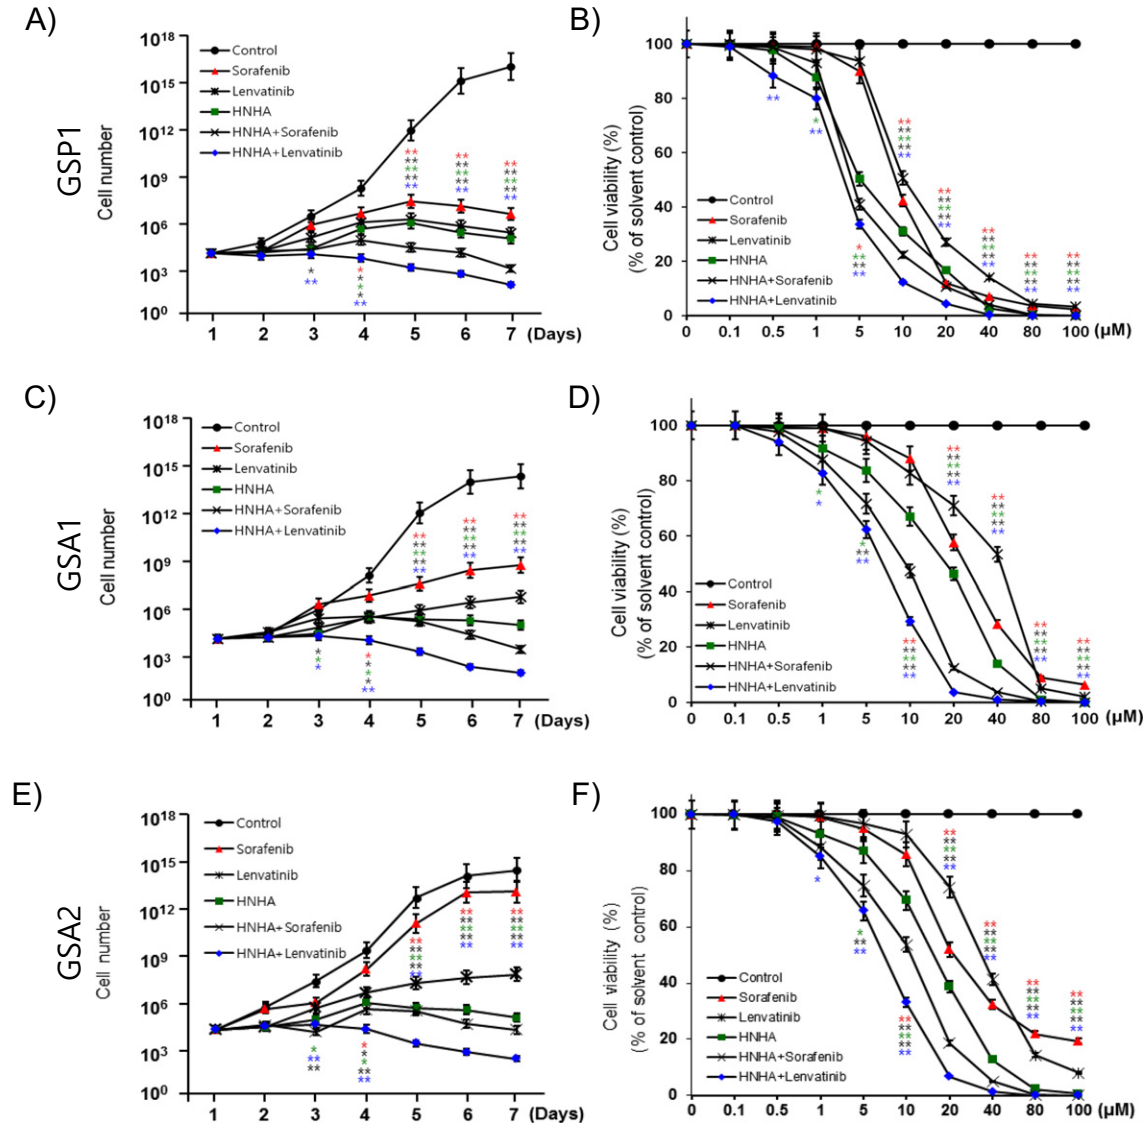 A)
GSP1
Cell number
10^18
10^15
10^12
10^9
10^6
10^3
10^0
Control
Sorafenib
Lenvatinib
HNHA
HNHA+Sorafenib
HNHA+Lenvatinib
** ** **
** ** **
** ** **
** ** **
** ** **
* *
** *
*
*
**
1 2 3 4 5 6 7 (Days)
B)
Cell viability (%)
(% of solvent control)
100
80
60
40
20
0
Control
Sorafenib
Lenvatinib
HNHA
HNHA+Sorafenib
HNHA+Lenvatinib
0 0.1 0.5 1 5 10 20 40 80 100 (μM)
C)
GSA1
Cell number
10^18
10^15
10^12
10^9
10^6
10^3
10^0
Control
Sorafenib
Lenvatinib
HNHA
HNHA+Sorafenib
HNHA+Lenvatinib
1 2 3 4 5 6 7 (Days)
D)
Cell viability (%)
(% of solvent control)
100
80
60
40
20
0
Control
Sorafenib
Lenvatinib
HNHA
HNHA+Sorafenib
HNHA+Lenvatinib
0 0.1 0.5 1 5 10 20 40 80 100 (μM)
E)
GSA2
Cell number
10^18
10^15
10^12
10^9
10^6
10^3
10^0
Control
Sorafenib
Lenvatinib
HNHA
HNHA+Sorafenib
HNHA+Lenvatinib
1 2 3 4 5 6 7 (Days)
F)
Cell viability (%)
(% of solvent control)
100
80
60
40
20
0
Control
Sorafenib
Lenvatinib
HNHA
HNHA+Sorafenib
HNHA+Lenvatinib
0 0.1 0.5 1 5 10 20 40 80 100 (μM)